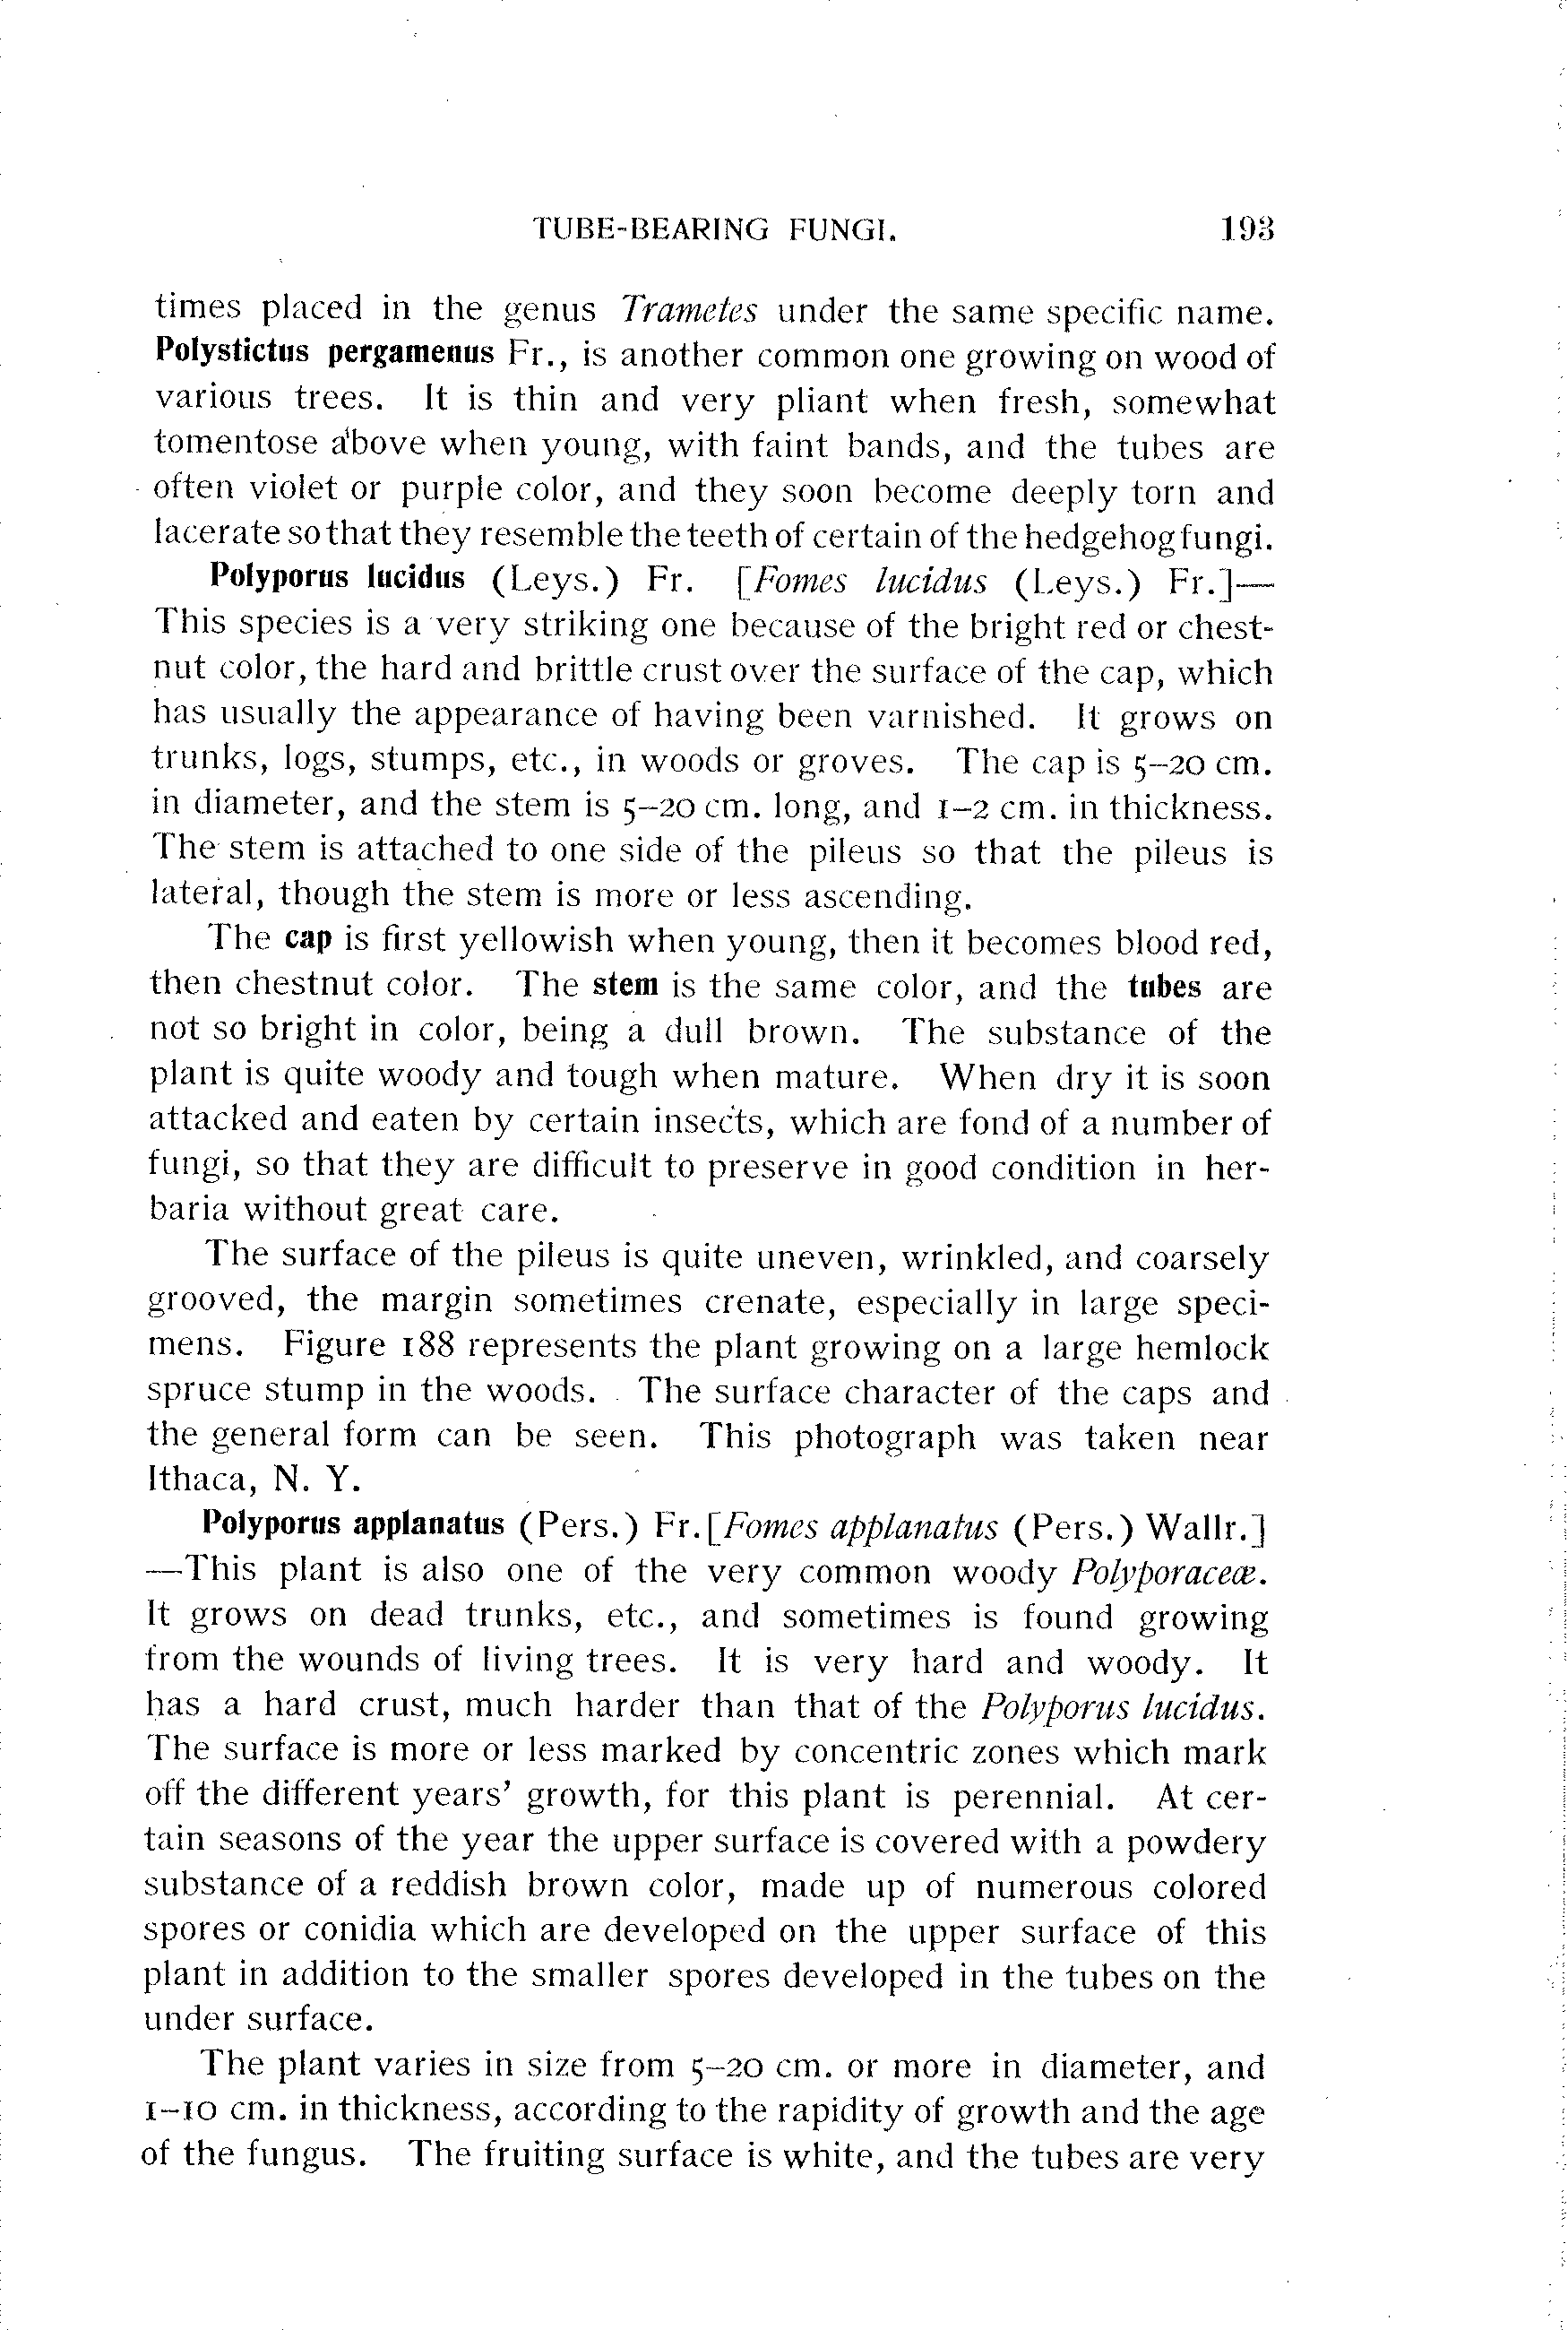 TUBE-BEARING FUNGI. 193
times placed in the genus Trametes under the same specific name.
Polystictus pergamenus Fr., is another common one growing on wood of
various trees. It is thin and very pliant when fresh, somewhat
tomentose above when young, with faint bands, and the tubes are
often violet or purple color, and they soon become deeply torn and
lacerate so that they resemble the teeth of certain of the hedgehog fungi.
Polyporus lucidus (Leys.) Fr. [Fomes lucidus (Leys.) Fr.]—
This species is a very striking one because of the bright red or chest-
nut color, the hard and brittle crust over the surface of the cap, which
has usually the appearance of having been varnished. It grows on
trunks, logs, stumps, etc., in woods or groves. The cap is 5–20 cm.
in diameter, and the stem is 5–20 cm. long, and 1–2 cm. in thickness.
The stem is attached to one side of the pileus so that the pileus is
lateral, though the stem is more or less ascending.
The cap is first yellowish when young, then it becomes blood red,
then chestnut color. The stem is the same color, and the tubes are
not so bright in color, being a dull brown. The substance of the
plant is quite woody and tough when mature. When dry it is soon
attacked and eaten by certain insects, which are fond of a number of
fungi, so that they are difficult to preserve in good condition in her-
baria without great care.
The surface of the pileus is quite uneven, wrinkled, and coarsely
grooved, the margin sometimes crenate, especially in large speci-
mens. Figure 188 represents the plant growing on a large hemlock
spruce stump in the woods. The surface character of the caps and
the general form can be seen. This photograph was taken near
Ithaca, N. Y.
Polyporus applanatus (Pers.) Fr. [Fomes applanatus (Pers.) Wallr.]
—This plant is also one of the very common woody Polyporaceæ.
It grows on dead trunks, etc., and sometimes is found growing
from the wounds of living trees. It is very hard and woody. It
has a hard crust, much harder than that of the Polyporus lucidus.
The surface is more or less marked by concentric zones which mark
off the different years' growth, for this plant is perennial. At cer-
tain seasons of the year the upper surface is covered with a powdery
substance of a reddish brown color, made up of numerous colored
spores or conidia which are developed on the upper surface of this
plant in addition to the smaller spores developed in the tubes on the
under surface.
The plant varies in size from 5–20 cm. or more in diameter, and
1–10 cm. in thickness, according to the rapidity of growth and the age
of the fungus. The fruiting surface is white, and the tubes are very